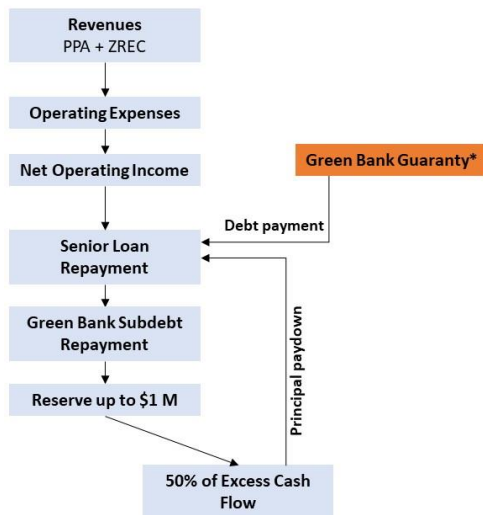 Revenues
PPA + ZREC
Operating Expenses
Net Operating Income
Green Bank Guaranty*
Debt payment
Senior Loan
Repayment
Green Bank Subdebt
Repayment
Principal paydown
Reserve up to $1 M
50% of Excess Cash
Flow